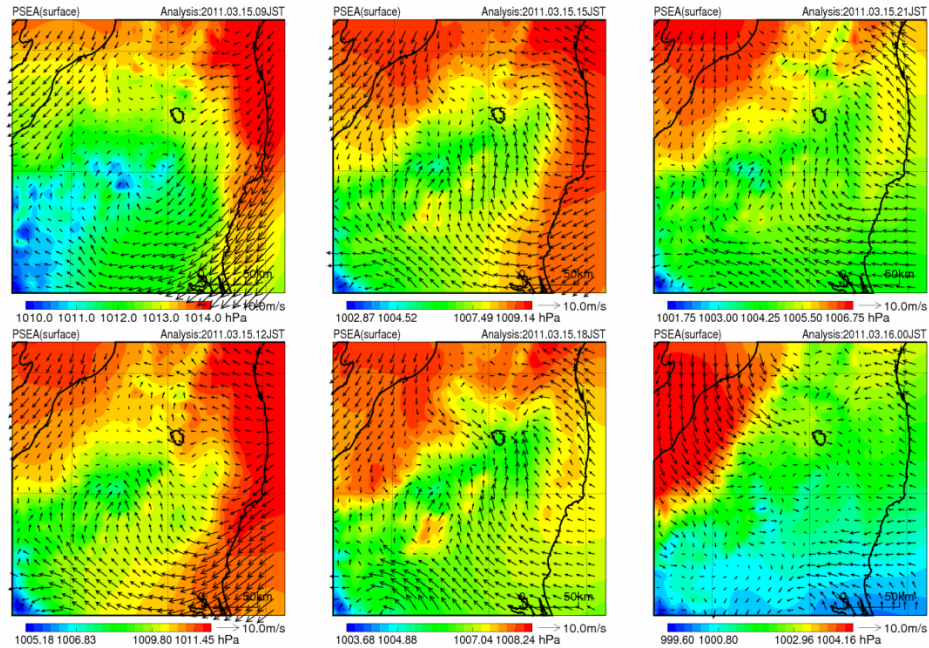 PSEA(surface) Analysis:2011.03.15.09JST
50km
10.0m/s
1010.0 1011.0 1012.0 1013.0 1014.0 hPa
PSEA(surface) Analysis:2011.03.15.15JST
50km
10.0m/s
1002.87 1004.52 1007.49 1009.14 hPa
PSEA(surface) Analysis:2011.03.15.21JST
50km
10.0m/s
1001.75 1003.00 1004.25 1005.50 1006.75 hPa
PSEA(surface) Analysis:2011.03.15.12JST
50km
10.0m/s
1005.18 1006.83 1009.80 1011.45 hPa
PSEA(surface) Analysis:2011.03.15.18JST
50km
10.0m/s
1003.68 1004.88 1007.04 1008.24 hPa
PSEA(surface) Analysis:2011.03.16.00JST
50km
10.0m/s
999.60 1000.80 1002.96 1004.16 hPa